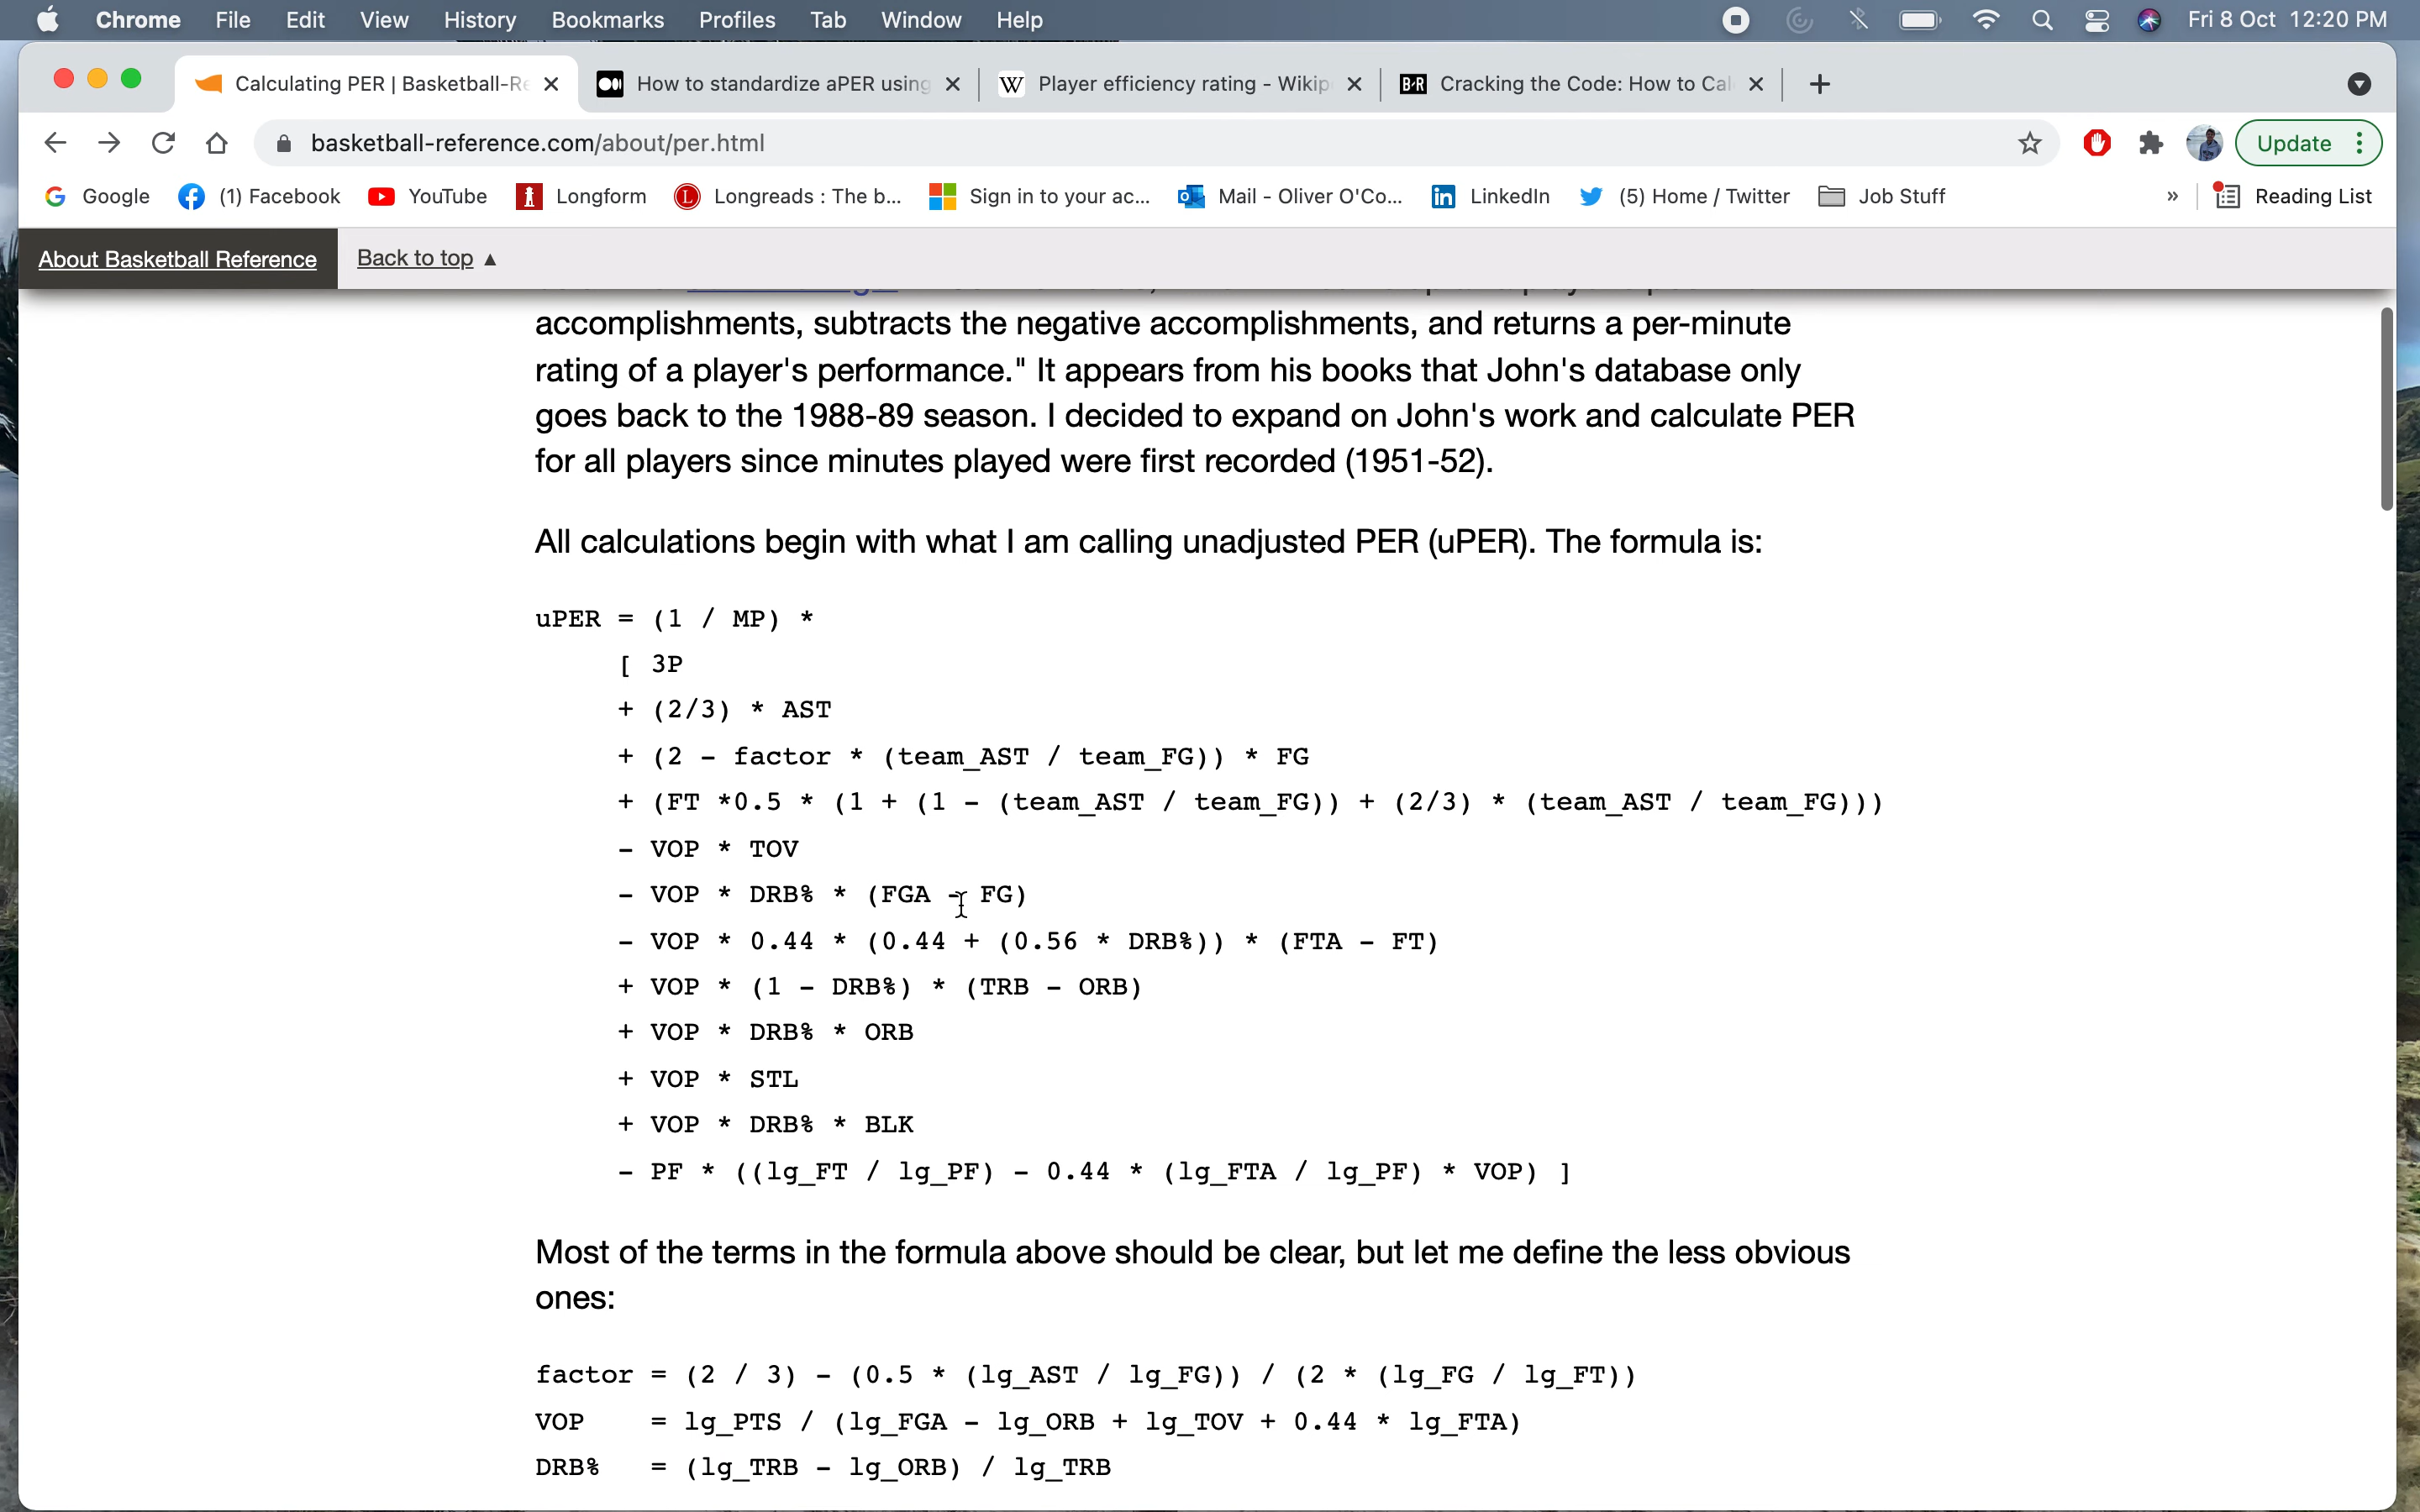 Chrome File Edit View History Bookmarks Profiles Tab Window Help Fri 8 Oct 12:20 PM
Calculating PER | Basketball-Re How to standardize aPER using Player efficiency rating - Wikip Cracking the Code: How to Cal
basketball-reference.com/about/per.html Update
Google (1) Facebook YouTube Longform Longreads : The b... Sign in to your ac... Mail - Oliver O'Co... LinkedIn (5) Home / Twitter Job Stuff » Reading List
About Basketball Reference Back to top ▲
accomplishments, subtracts the negative accomplishments, and returns a per-minute
rating of a player's performance." It appears from his books that John's database only
goes back to the 1988-89 season. I decided to expand on John's work and calculate PER
for all players since minutes played were first recorded (1951-52).
All calculations begin with what I am calling unadjusted PER (uPER). The formula is:
uPER = (1 / MP) *
[ 3P
+ (2/3) * AST
+ (2 - factor * (team_AST / team_FG)) * FG
+ (FT *0.5 * (1 + (1 - (team_AST / team_FG)) + (2/3) * (team_AST / team_FG)))
- VOP * TOV
- VOP * DRB% * (FGA - FG)
- VOP * 0.44 * (0.44 + (0.56 * DRB%)) * (FTA - FT)
+ VOP * (1 - DRB%) * (TRB - ORB)
+ VOP * DRB% * ORB
+ VOP * STL
+ VOP * DRB% * BLK
- PF * ((lg_FT / lg_PF) - 0.44 * (lg_FTA / lg_PF) * VOP) ]
Most of the terms in the formula above should be clear, but let me define the less obvious
ones:
factor = (2 / 3) - (0.5 * (lg_AST / lg_FG)) / (2 * (lg_FG / lg_FT))
VOP = lg_PTS / (lg_FGA - lg_ORB + lg_TOV + 0.44 * lg_FTA)
DRB% = (lg_TRB - lg_ORB) / lg_TRB